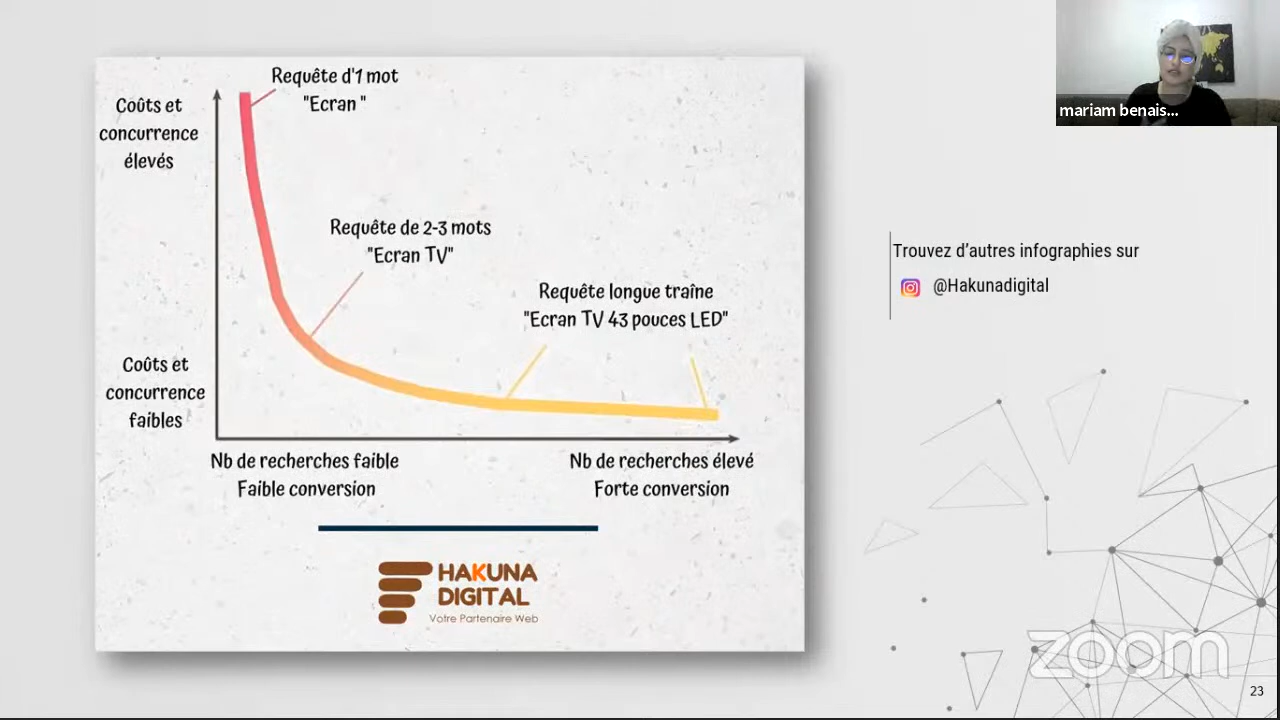 Requête d'1 mot
"Ecran "
Coûts et
concurrence
élevés
Requête de 2-3 mots
"Ecran TV"
Requête longue traîne
"Ecran TV 43 pouces LED"
Coûts et
concurrence
faibles
Nb de recherches faible
Faible conversion
Nb de recherches élevé
Forte conversion
HAKUNA
DIGITAL
Votre Partenaire Web
mariam benais...
Trouvez d’autres infographies sur
@Hakunadigital
zoom
23